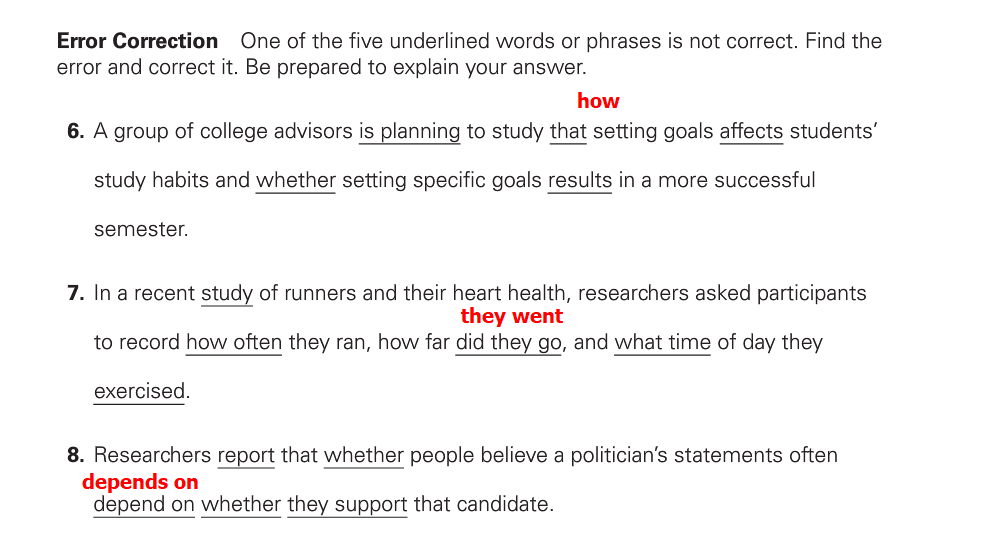 Error Correction One of the five underlined words or phrases is not correct. Find the
error and correct it. Be prepared to explain your answer.
how
6. A group of college advisors is planning to study that setting goals affects students’
study habits and whether setting specific goals results in a more successful
semester.
7. In a recent study of runners and their heart health, researchers asked participants
they went
to record how often they ran, how far did they go, and what time of day they
exercised.
8. Researchers report that whether people believe a politician’s statements often
depends on
depend on whether they support that candidate.